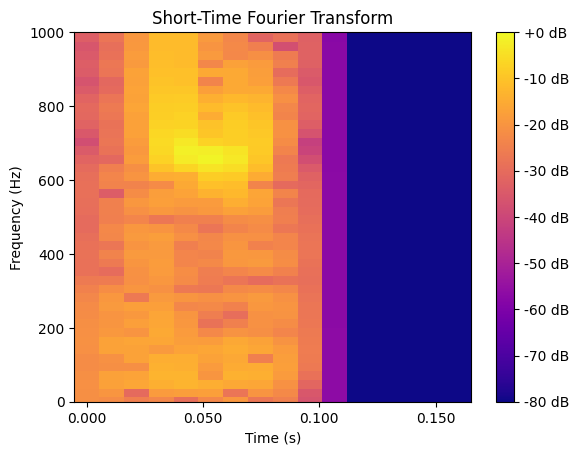 Short-Time Fourier Transform
1000
800
600
400
200
0
Frequency (Hz)
0.000
0.050
0.100
0.150
Time (s)
+0 dB
-10 dB
-20 dB
-30 dB
-40 dB
-50 dB
-60 dB
-70 dB
-80 dB